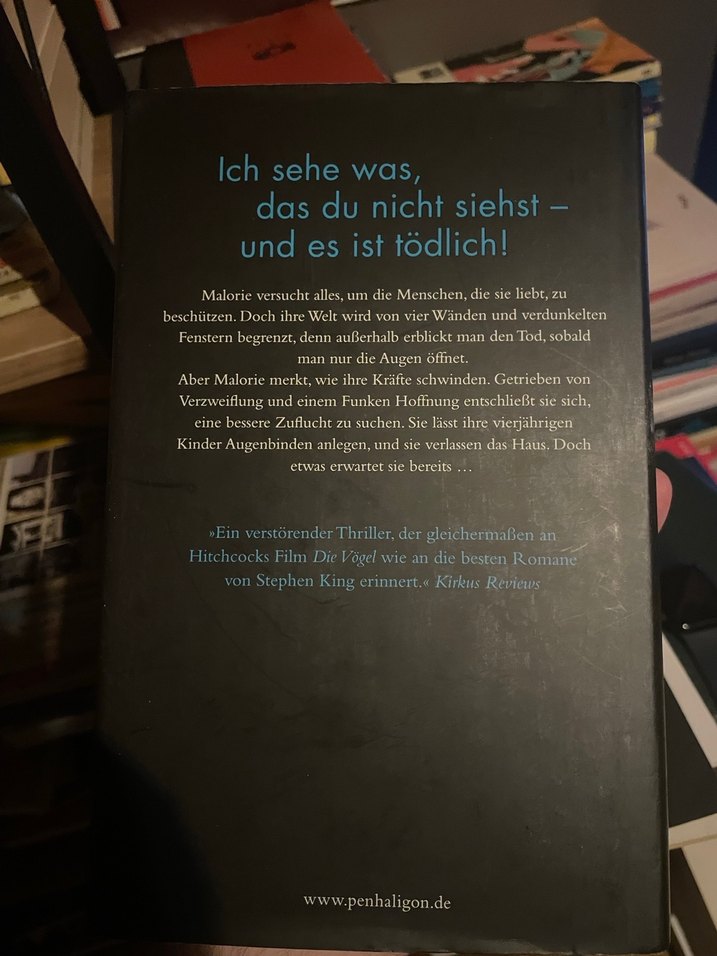 Ich sehe was,
das du nicht siehst –
und es ist tödlich!
Malorie versucht alles, um die Menschen, die sie liebt, zu
beschützen. Doch ihre Welt wird von vier Wänden und verdunkelten
Fenstern begrenzt, denn außerhalb erblickt man den Tod, sobald
man nur die Augen öffnet.
Aber Malorie merkt, wie ihre Kräfte schwinden. Getrieben von
Verzweiflung und einem Funken Hoffnung entschließt sie sich,
eine bessere Zuflucht zu suchen. Sie lässt ihre vierjährigen
Kinder Augenbinden anlegen, und sie verlassen das Haus. Doch
etwas erwartet sie bereits …
»Ein verstörender Thriller, der gleichermaßen an
Hitchcocks Film Die Vögel wie an die besten Romane
von Stephen King erinnert.« Kirkus Reviews
www.penhaligon.de